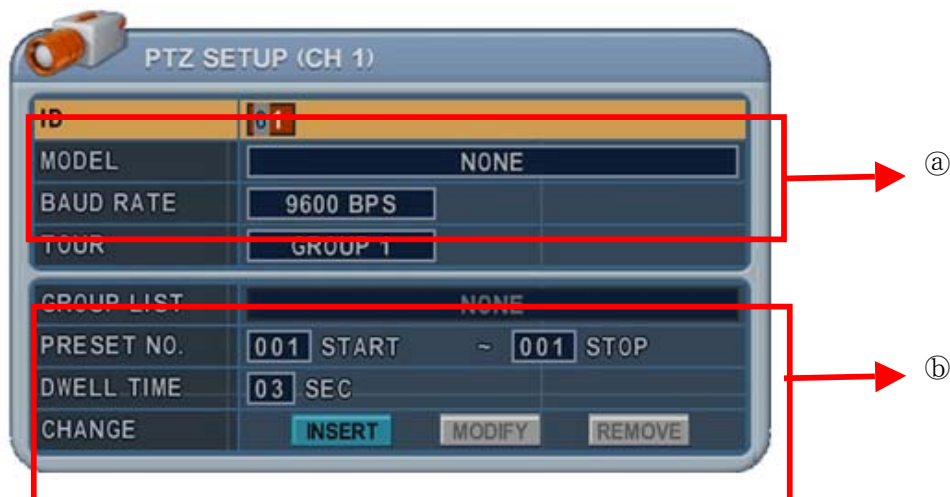 PTZ SETUP (CH 1)
ID 01
MODEL NONE
ⓐ
BAUD RATE 9600 BPS
TOUR GROUP 1
GROUP LIST NONE
PRESET NO. 001 START ~ 001 STOP
ⓑ
DWELL TIME 03 SEC
CHANGE INSERT MODIFY REMOVE